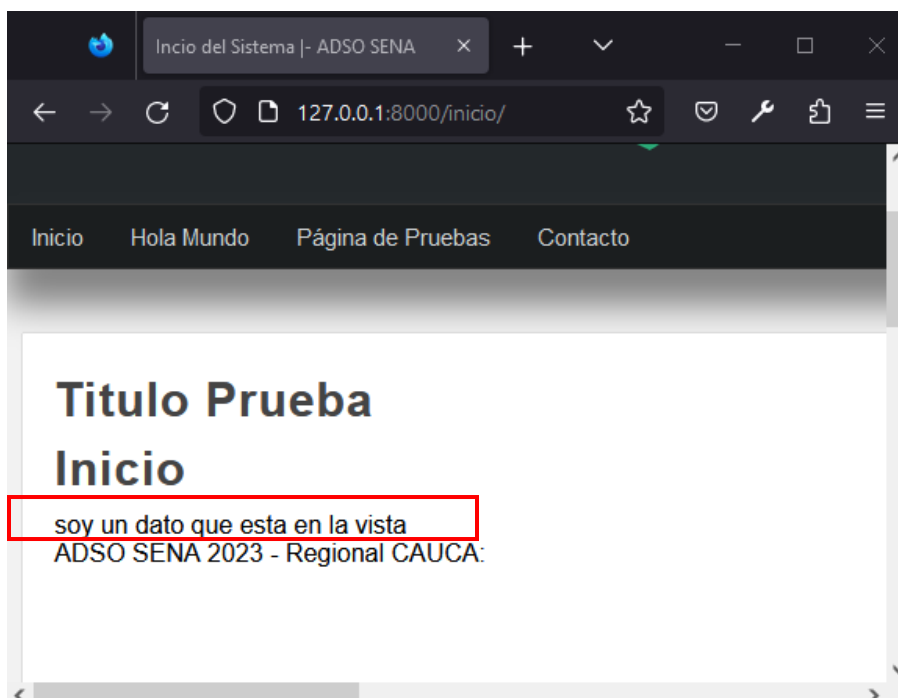 Incio del Sistema |- ADSO SENA
127.0.0.1:8000/inicio/
Inicio Hola Mundo Página de Pruebas Contacto
Titulo Prueba
Inicio
soy un dato que esta en la vista
ADSO SENA 2023 - Regional CAUCA: